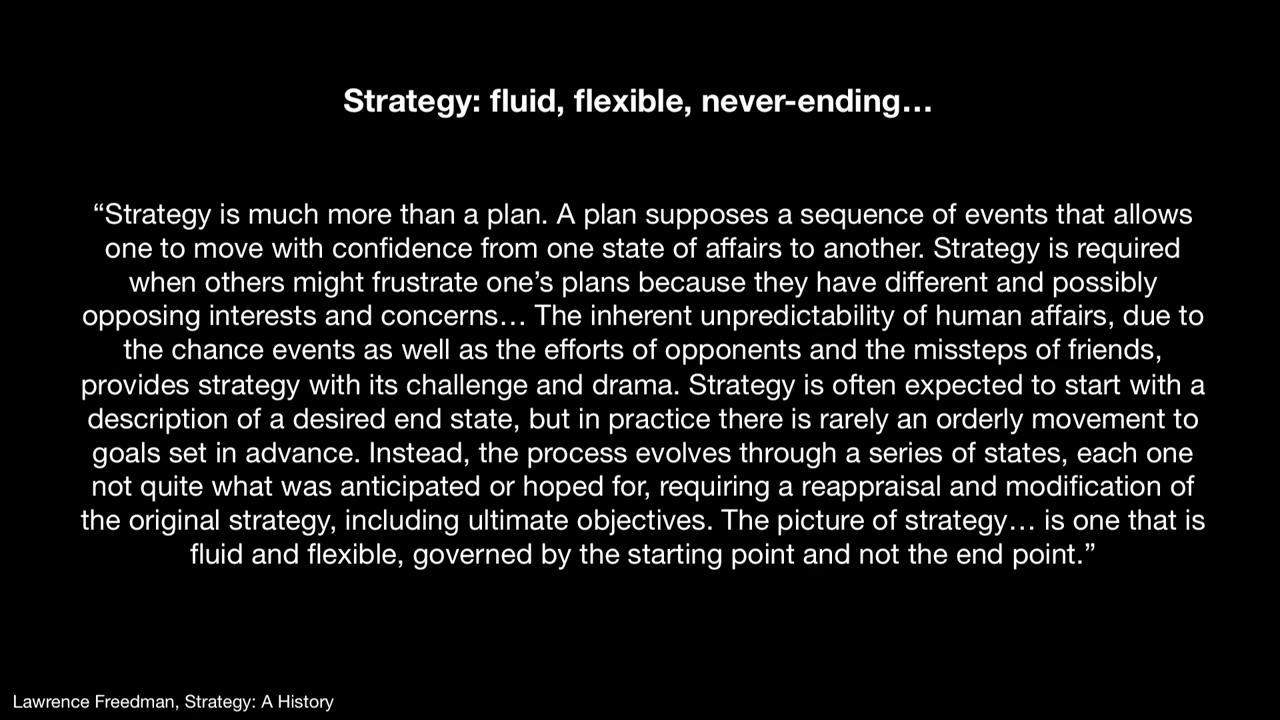 Strategy: fluid, flexible, never-ending…
“Strategy is much more than a plan. A plan supposes a sequence of events that allows
one to move with confidence from one state of affairs to another. Strategy is required
when others might frustrate one’s plans because they have different and possibly
opposing interests and concerns… The inherent unpredictability of human affairs, due to
the chance events as well as the efforts of opponents and the missteps of friends,
provides strategy with its challenge and drama. Strategy is often expected to start with a
description of a desired end state, but in practice there is rarely an orderly movement to
goals set in advance. Instead, the process evolves through a series of states, each one
not quite what was anticipated or hoped for, requiring a reappraisal and modification of
the original strategy, including ultimate objectives. The picture of strategy… is one that is
fluid and flexible, governed by the starting point and not the end point.”
Lawrence Freedman, Strategy: A History